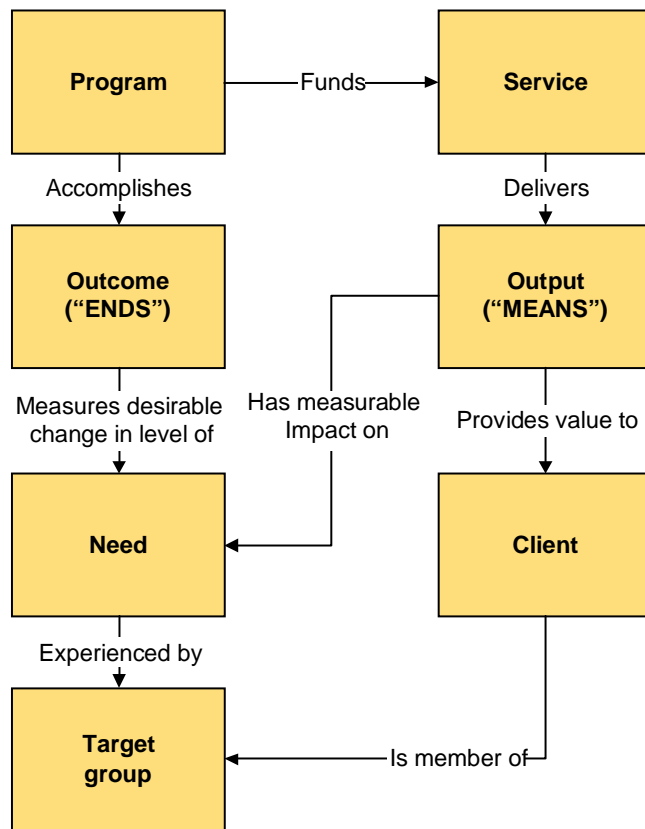 Program
Funds
Service
Accomplishes
Delivers
Outcome
(“ENDS”)
Output
(“MEANS”)
Measures desirable
change in level of
Has measurable
Impact on
Provides value to
Need
Client
Experienced by
Target
group
Is member of